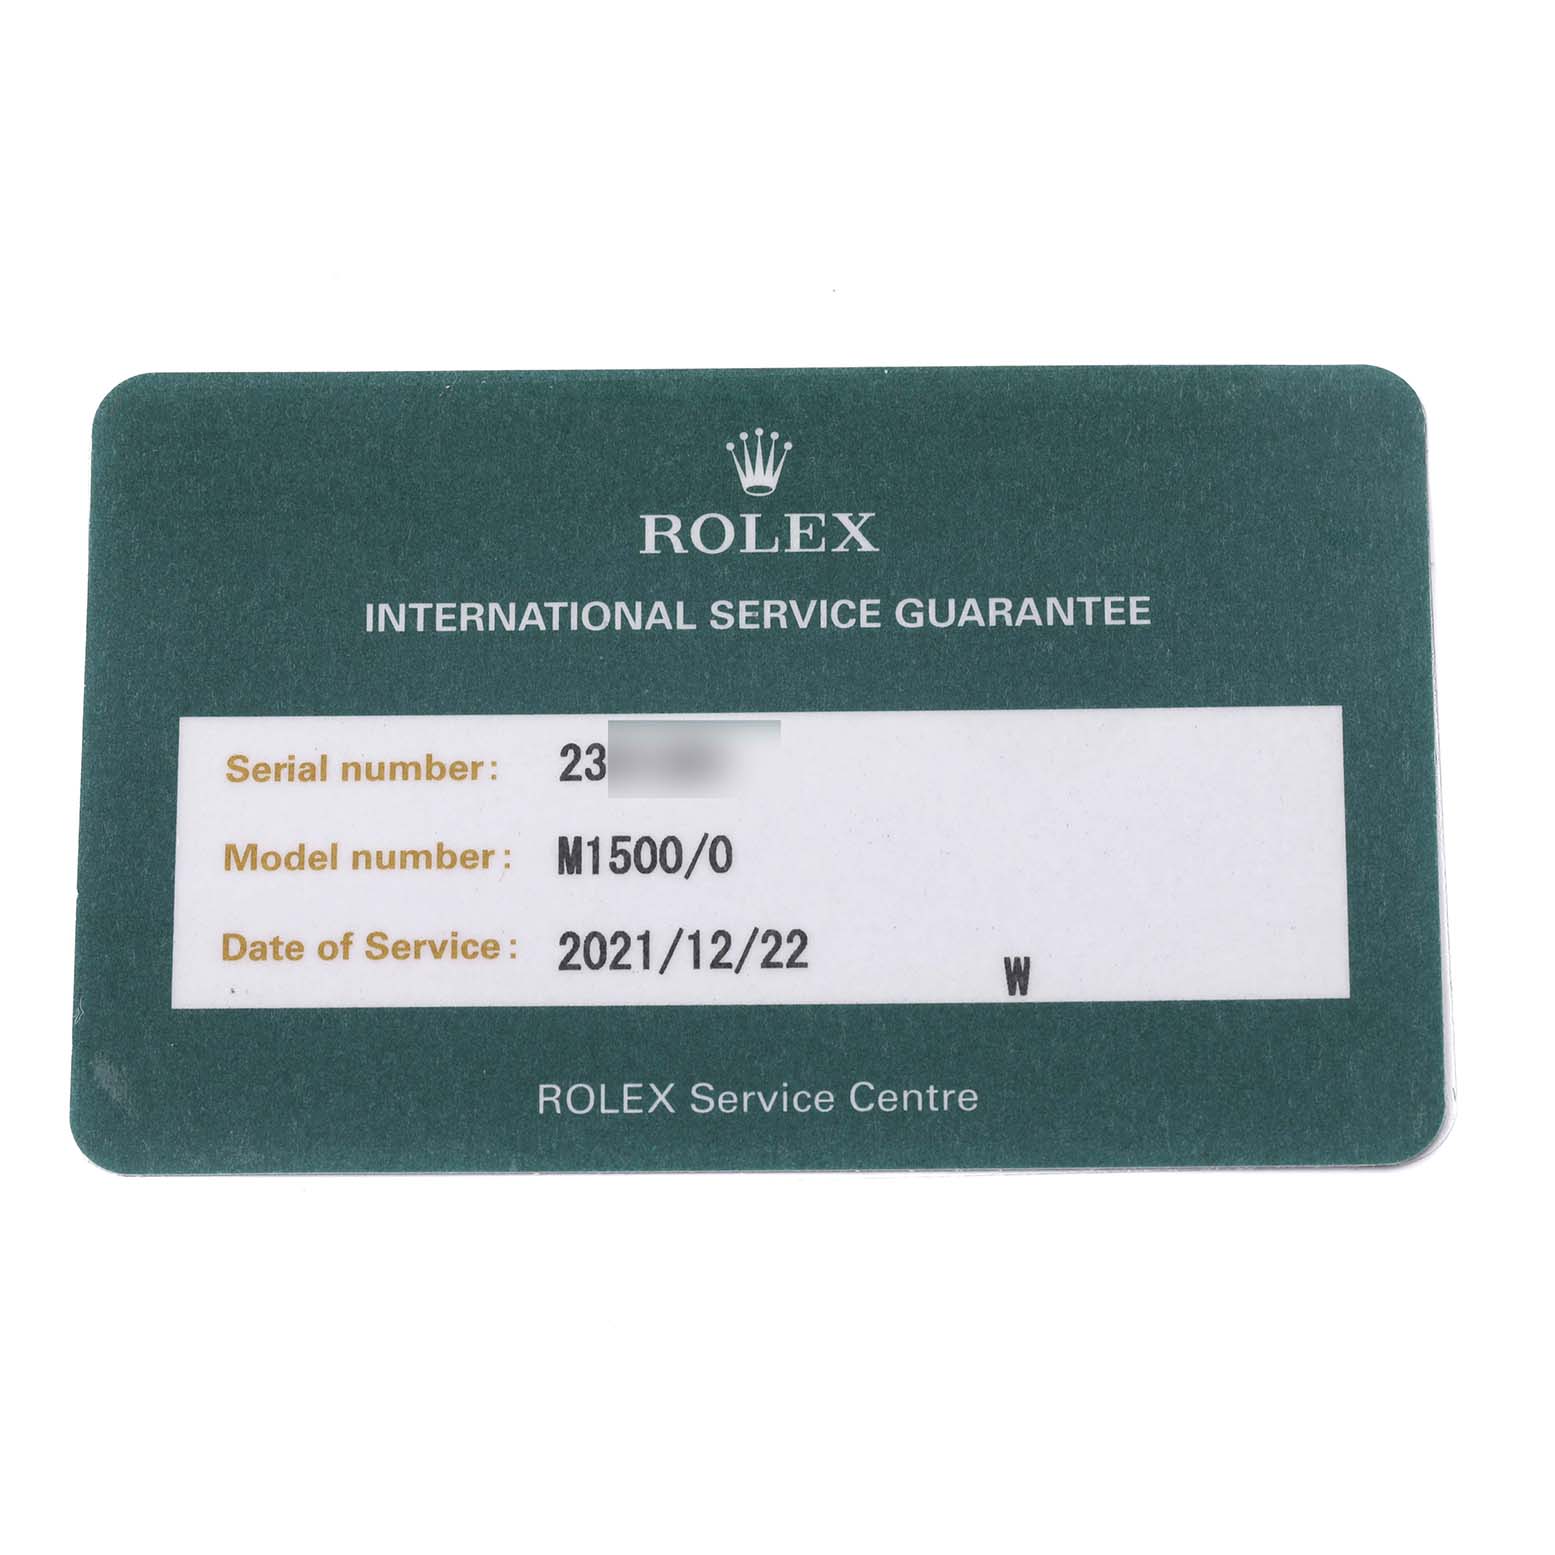 ROLEX
INTERNATIONAL SERVICE GUARANTEE
Serial number: 23
Model number: M1500/0
Date of Service: 2021/12/22
W
ROLEX Service Centre